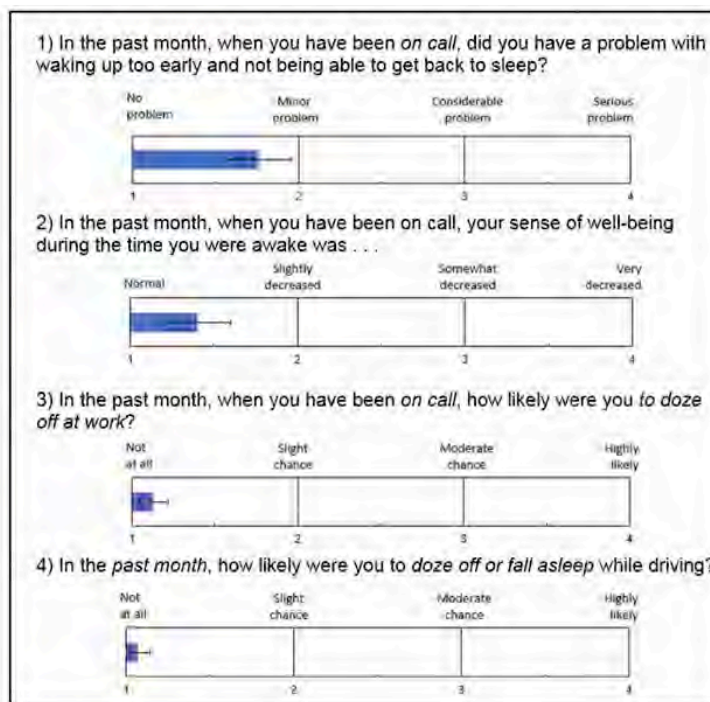 1) In the past month, when you have been on call, did you have a problem with
waking up too early and not being able to get back to sleep?
No problem Minor problem Considerable problem Serious problem
1 2 3 4
2) In the past month, when you have been on call, your sense of well-being
during the time you were awake was . . .
Normal Slightly decreased Somewhat decreased Very decreased
1 2 3 4
3) In the past month, when you have been on call, how likely were you to doze
off at work?
Not at all Slight chance Moderate chance Highly likely
1 2 3 4
4) In the past month, how likely were you to doze off or fall asleep while driving?
Not at all Slight chance Moderate chance Highly likely
1 2 3 4